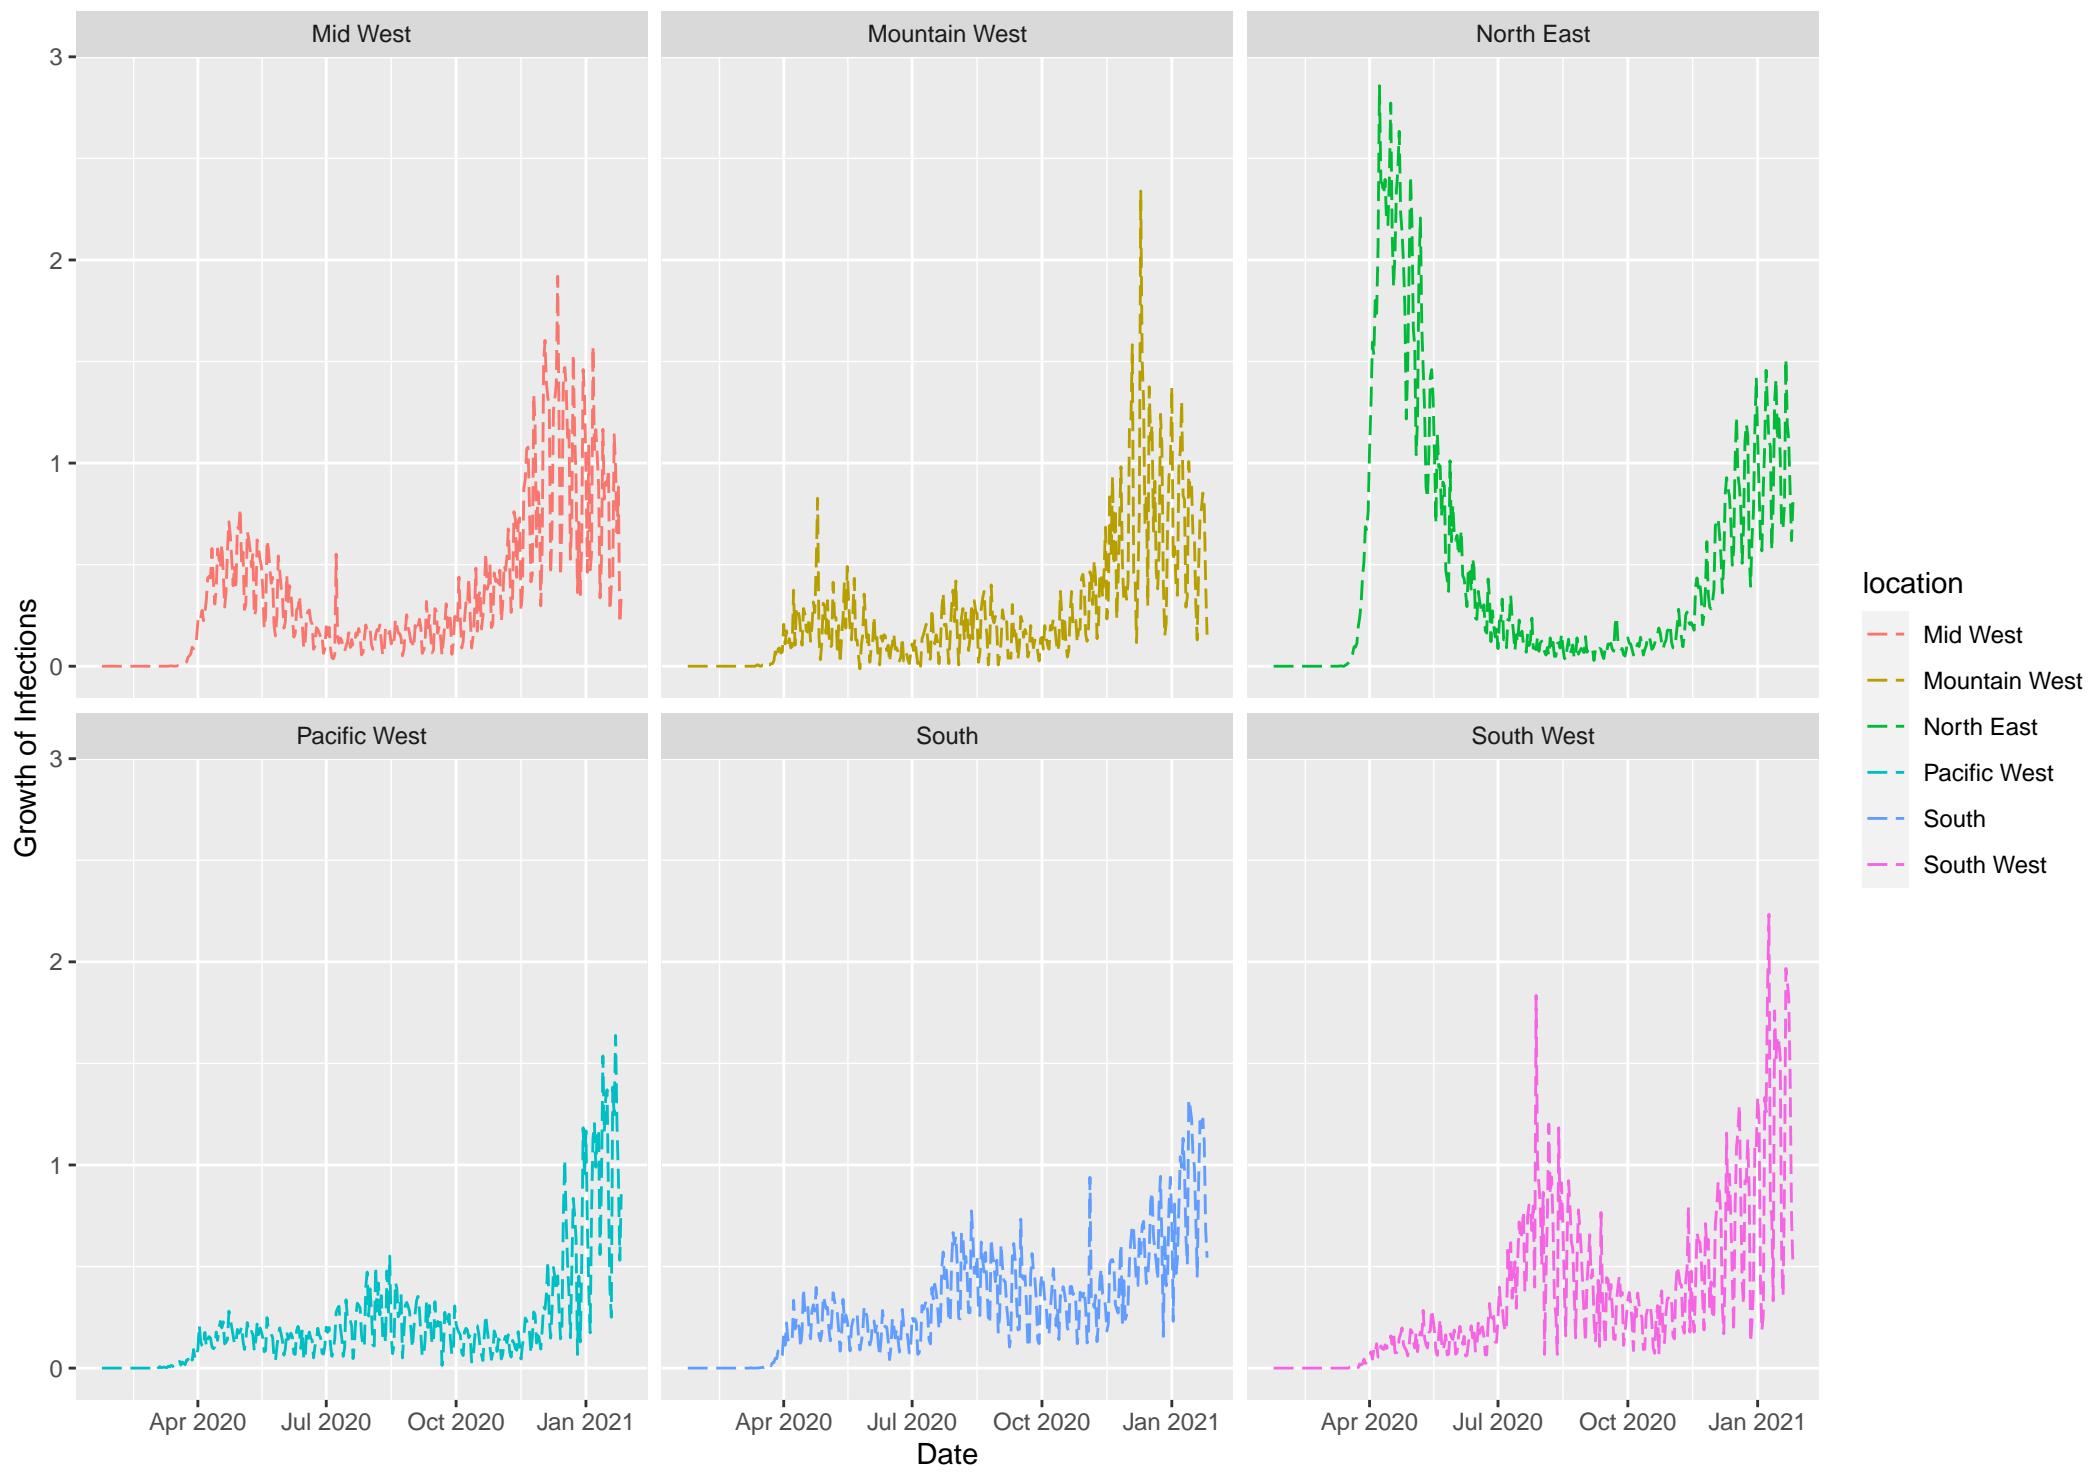 Mid West
Mountain West
North East
3
2
1
0
Pacific West
South
South West
3
2
1
0
Growth of Infections
Apr 2020 Jul 2020 Oct 2020 Jan 2021
Apr 2020 Jul 2020 Oct 2020 Jan 2021
Apr 2020 Jul 2020 Oct 2020 Jan 2021
Date
location
Mid West
Mountain West
North East
Pacific West
South
South West